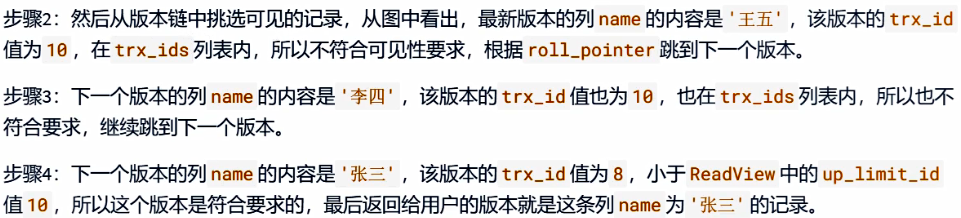 步骤2：然后从版本链中挑选可见的记录，从图中看出，最新版本的列 name 的内容是 '王五' ，该版本的 trx_id
值为 10 ，在 trx_ids 列表内，所以不符合可见性要求，根据 roll_pointer 跳到下一个版本。
步骤3：下一个版本的列 name 的内容是 '李四' ，该版本的 trx_id 值也为 10 ，也在 trx_ids 列表内，所以也不
符合要求，继续跳到下一个版本。
步骤4：下一个版本的列 name 的内容是 '张三' ，该版本的 trx_id 值为 8 ，小于 ReadView 中的 up_limit_id
值 10 ，所以这个版本是符合要求的，最后返回给用户的版本就是这条列 name 为 '张三' 的记录。